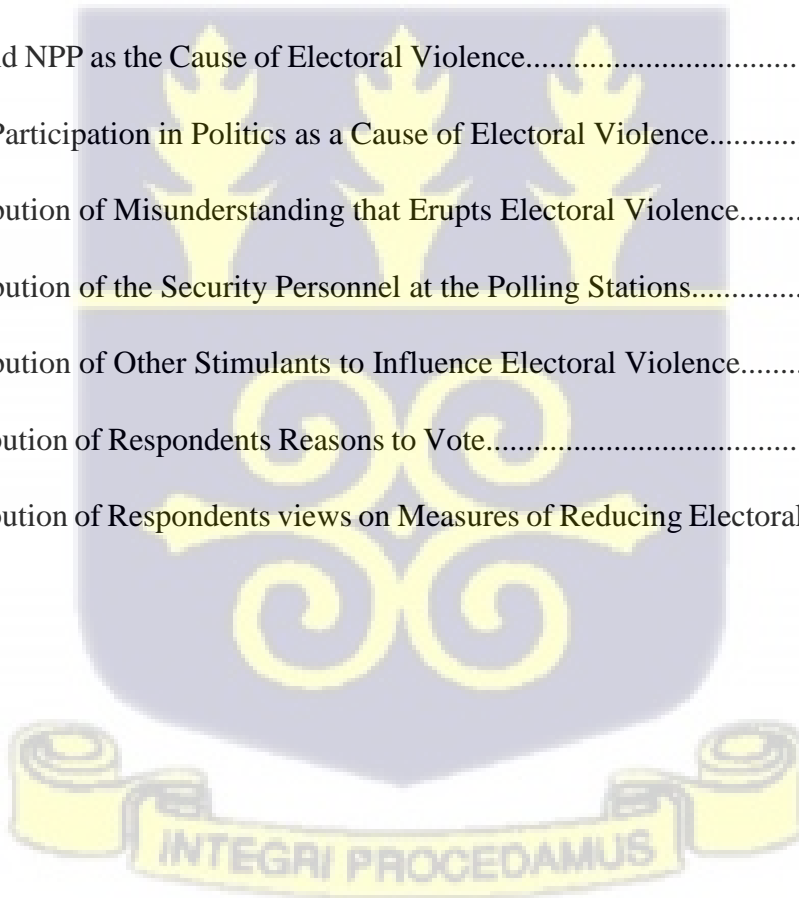 d NPP as the Cause of Electoral Violence..............................
Participation in Politics as a Cause of Electoral Violence..........
bution of Misunderstanding that Erupts Electoral Violence.......
bution of the Security Personnel at the Polling Stations.............
bution of Other Stimulants to Influence Electoral Violence.......
bution of Respondents Reasons to Vote...................................
bution of Respondents views on Measures of Reducing Electoral
INTEGRI PROCEDAMUS